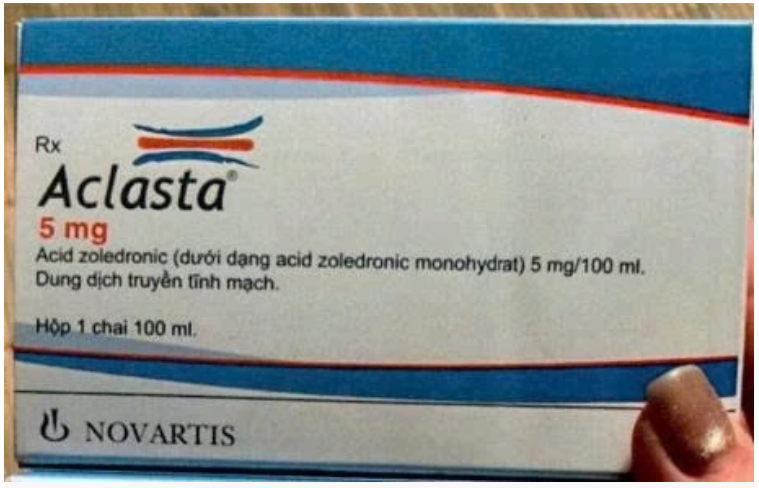 Rx
Aclasta®
5 mg
Acid zoledronic (dưới dạng acid zoledronic monohydrat) 5 mg/100 ml.
Dung dịch truyền tĩnh mạch.
Hộp 1 chai 100 ml.
NOVARTIS